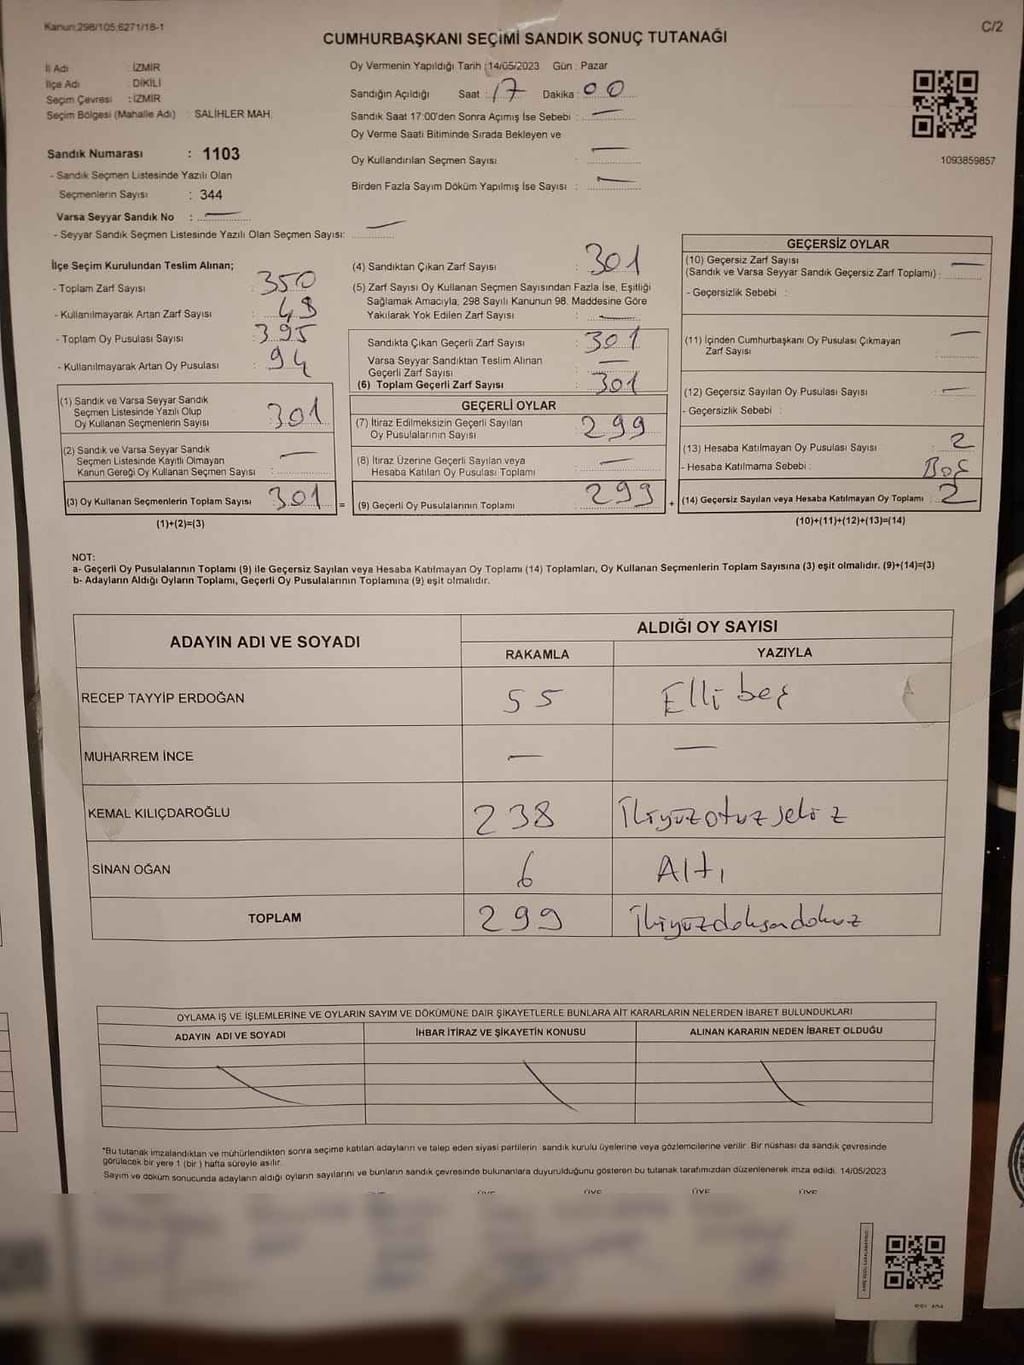 Kanun:298/105;6271/18-1
C/2
CUMHURBAŞKANI SEÇİMİ SANDIK SONUÇ TUTANAĞI
İl Adı : İZMİR
İlçe Adı : DİKİLİ
Seçim Çevresi : İZMİR
Seçim Bölgesi (Mahalle Adı) : SALİHLER MAH.
Sandık Numarası : 1103
- Sandık Seçmen Listesinde Yazılı Olan
Seçmenlerin Sayısı : 344
Varsa Seyyar Sandık No : —
- Seyyar Sandık Seçmen Listesinde Yazılı Olan Seçmen Sayısı: —
Oy Vermenin Yapıldığı Tarih : 14/05/2023 Gün : Pazar
Sandığın Açıldığı Saat : 17 Dakika : 00
Sandık Saat 17:00'den Sonra Açımış İse Sebebi : —
Oy Verme Saati Bitiminde Sırada Bekleyen ve
Oy Kullandırılan Seçmen Sayısı : —
Birden Fazla Sayım Döküm Yapılmış İse Sayısı : —
1093859857
İlçe Seçim Kurulundan Teslim Alınan;
- Toplam Zarf Sayısı : 350
- Kullanılmayarak Artan Zarf Sayısı : 49
- Toplam Oy Pusulası Sayısı : 395
- Kullanılmayarak Artan Oy Pusulası : 94
(1) Sandık ve Varsa Seyyar Sandık
Seçmen Listesinde Yazılı Olup
Oy Kullanan Seçmenlerin Sayısı : 301
(2) Sandık ve Varsa Seyyar Sandık
Seçmen Listesinde Kayıtlı Olmayan
Kanun Gereği Oy Kullanan Seçmen Sayısı : —
(3) Oy Kullanan Seçmenlerin Toplam Sayısı : 301
(1)+(2)=(3)
(4) Sandıktan Çıkan Zarf Sayısı : 301
(5) Zarf Sayısı Oy Kullanan Seçmen Sayısından Fazla İse, Eşitliği
Sağlamak Amacıyla, 298 Sayılı Kanunun 98. Maddesine Göre
Yakılarak Yok Edilen Zarf Sayısı : —
Sandıkta Çıkan Geçerli Zarf Sayısı : 301
Varsa Seyyar Sandıktan Teslim Alınan
Geçerli Zarf Sayısı : —
(6) Toplam Geçerli Zarf Sayısı : 301
GEÇERLİ OYLAR
(7) İtiraz Edilmeksizin Geçerli Sayılan
Oy Pusulalarının Sayısı : 299
(8) İtiraz Üzerine Geçerli Sayılan veya
Hesaba Katılan Oy Pusulası Toplamı : —
= (9) Geçerli Oy Pusulalarının Toplamı : 299 +
GEÇERSİZ OYLAR
(10) Geçersiz Zarf Sayısı
(Sandık ve Varsa Seyyar Sandık Geçersiz Zarf Toplamı) : —
- Geçersizlik Sebebi :
(11) İçinden Cumhurbaşkanı Oy Pusulası Çıkmayan
Zarf Sayısı : —
(12) Geçersiz Sayılan Oy Pusulası Sayısı : —
- Geçersizlik Sebebi :
(13) Hesaba Katılmayan Oy Pusulası Sayısı : 2
- Hesaba Katılmama Sebebi : Boş
(14) Geçersiz Sayılan veya Hesaba Katılmayan Oy Toplamı : 2
(10)+(11)+(12)+(13)=(14)
NOT:
a- Geçerli Oy Pusulalarının Toplamı (9) ile Geçersiz Sayılan veya Hesaba Katılmayan Oy Toplamı (14) Toplamları, Oy Kullanan Seçmenlerin Toplam Sayısına (3) eşit olmalıdır. (9)+(14)=(3)
b- Adayların Aldığı Oyların Toplamı, Geçerli Oy Pusulalarının Toplamına (9) eşit olmalıdır.
ADAYIN ADI VE SOYADI
ALDIĞI OY SAYISI
RAKAMLA YAZIYLA
RECEP TAYYİP ERDOĞAN 55 Elli beş
MUHARREM İNCE — —
KEMAL KILIÇDAROĞLU 238 İkiyüzotuzsekiz
SİNAN OĞAN 6 Altı
TOPLAM 299 İkiyüzdoksandokuz
OYLAMA İŞ VE İŞLEMLERİNE VE OYLARIN SAYIM VE DÖKÜMÜNE DAİR ŞİKAYETLERLE BUNLARA AİT KARARLARIN NELERDEN İBARET BULUNDUKLARI
ADAYIN ADI VE SOYADI İHBAR İTİRAZ VE ŞİKAYETİN KONUSU ALINAN KARARIN NEDEN İBARET OLDUĞU
*Bu tutanak imzalandıktan ve mühürlendikten sonra seçime katılan adayların ve talep eden siyasi partilerin sandık kurulu üyelerine veya gözlemcilerine verilir. Bir nüshası da sandık çevresinde
görülecek bir yere 1 (bir ) hafta süreyle asılır.
Sayım ve döküm sonucunda adayların aldığı oyların sayılarını ve bunların sandık çevresinde bulunanlara duyurulduğunu gösteren bu tutanak tarafımızdan düzenlenerek imza edildi. 14/05/2023
ÜYE ÜYE ÜYE ÜYE